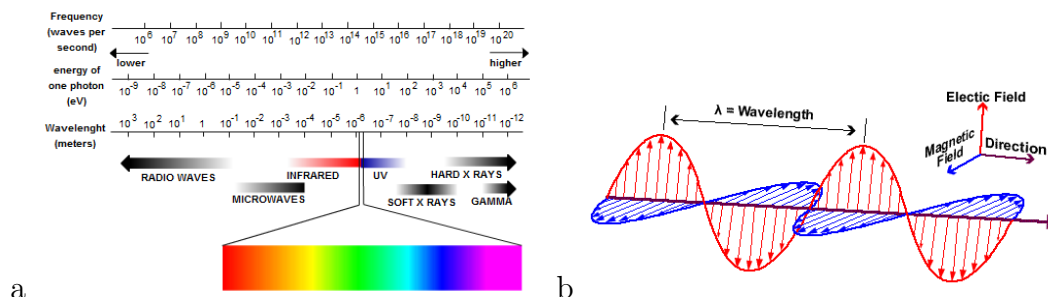 Frequency
(waves per
second)
10^6 10^7 10^8 10^9 10^10 10^11 10^12 10^13 10^14 10^15 10^16 10^17 10^18 10^19 10^20
lower higher
energy of
one photon
(eV)
10^-9 10^-8 10^-7 10^-6 10^-5 10^-4 10^-3 10^-2 10^-1 1 10^1 10^2 10^3 10^4 10^5 10^6
Wavelenght
(meters)
10^3 10^2 10^1 1 10^-1 10^-2 10^-3 10^-4 10^-5 10^-6 10^-7 10^-8 10^-9 10^-10 10^-11 10^-12
RADIO WAVES INFRARED UV HARD X RAYS
MICROWAVES SOFT X RAYS GAMMA
a
λ = Wavelength
Electic Field
Magnetic
Field
Direction
b